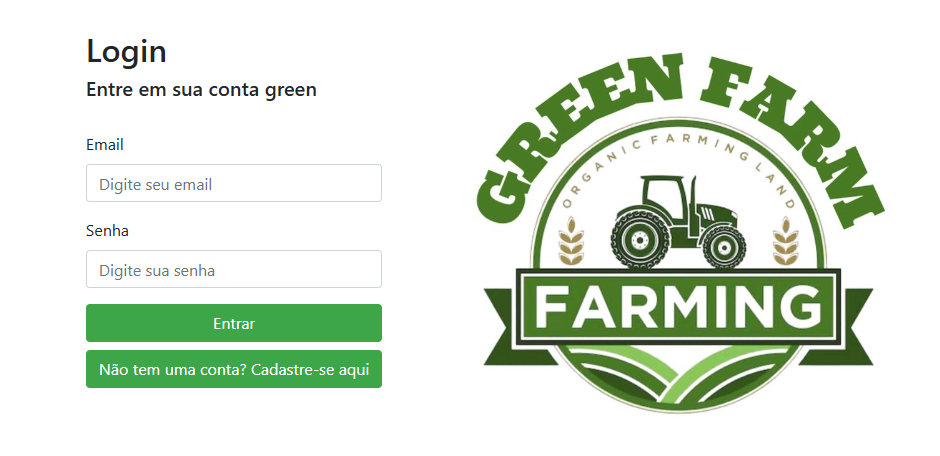 Login
Entre em sua conta green
Email
Digite seu email
Senha
Digite sua senha
Entrar
Não tem uma conta? Cadastre-se aqui
GREEN FARM
ORGANIC FARMING LAND
FARMING